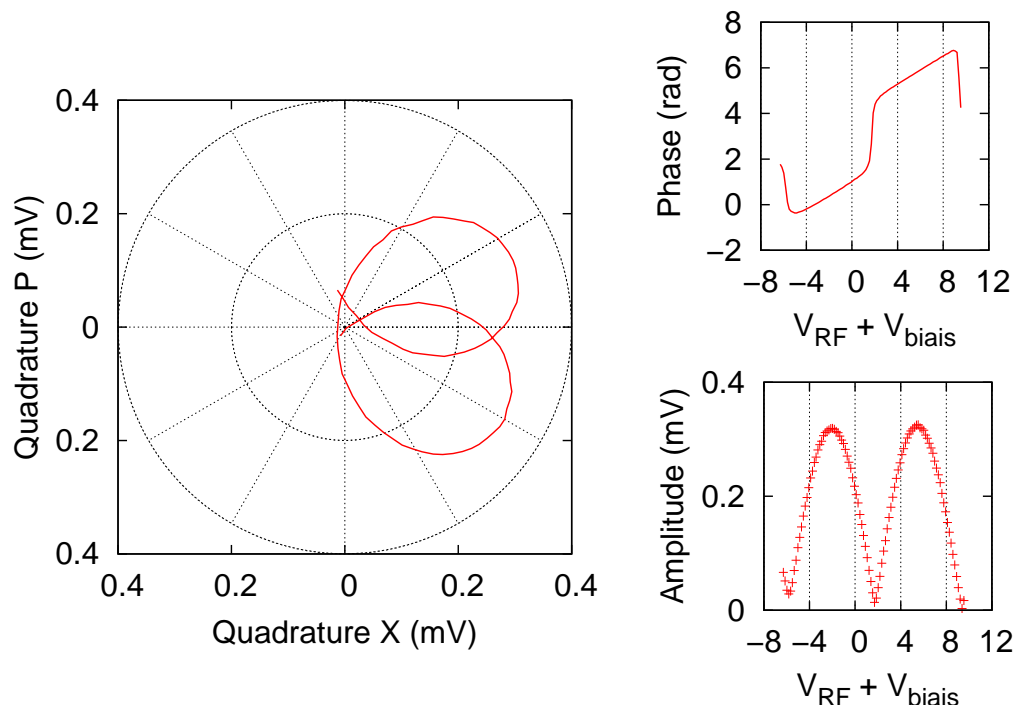 0.4
0.2
0
0.2
0.4
0.4 0.2 0 0.2 0.4
Quadrature P (mV)
Quadrature X (mV)
8
6
4
2
0
−2
−8 −4 0 4 8 12
Phase (rad)
V_RF + V_biais
0.4
0.2
0
−8 −4 0 4 8 12
Amplitude (mV)
V_RF + V_biais